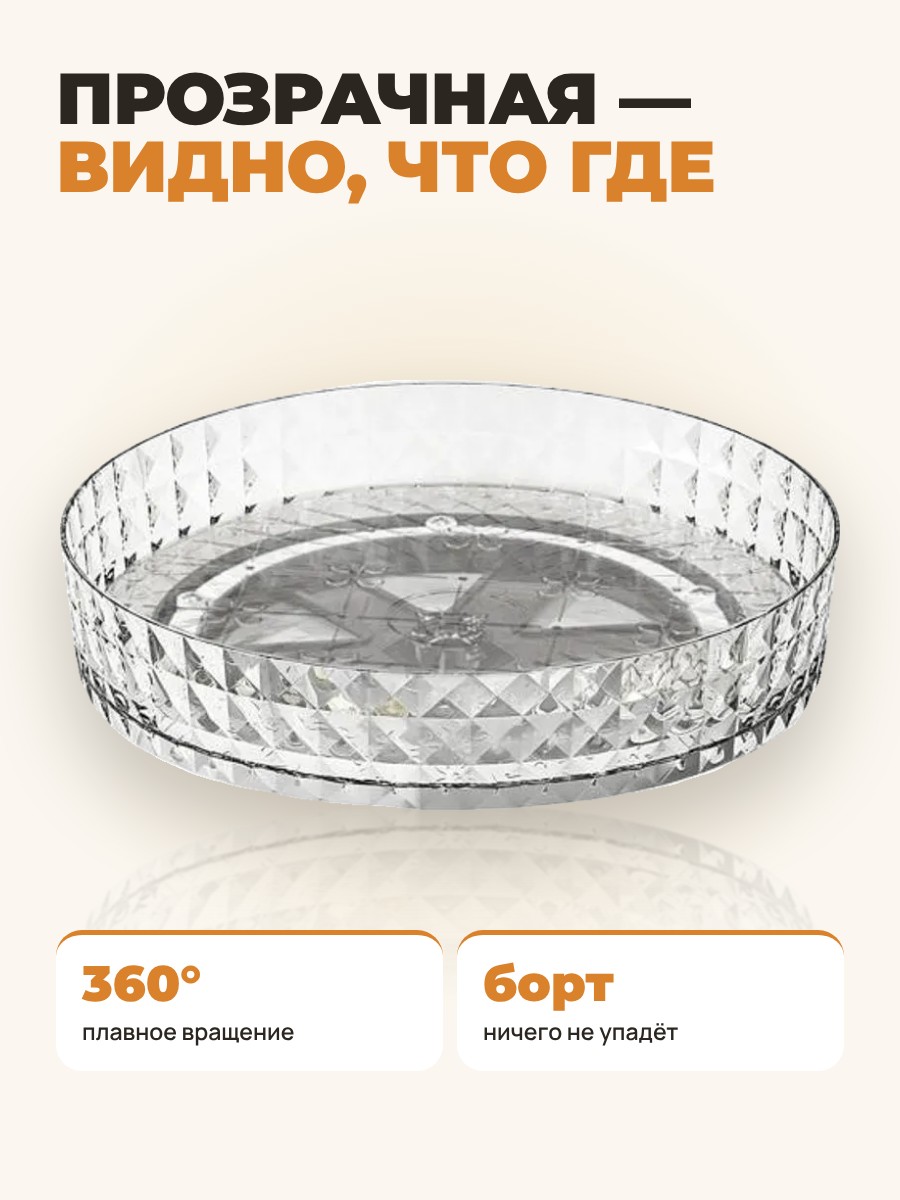 ПРОЗРАЧНАЯ —
ВИДНО, ЧТО ГДЕ
360°
плавное вращение
борт
ничего не упадёт